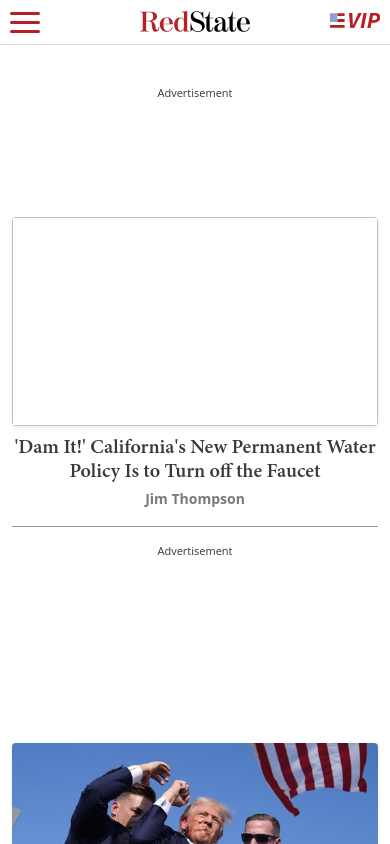 RedState
VIP
Advertisement
'Dam It!' California's New Permanent Water
Policy Is to Turn off the Faucet
Jim Thompson
Advertisement